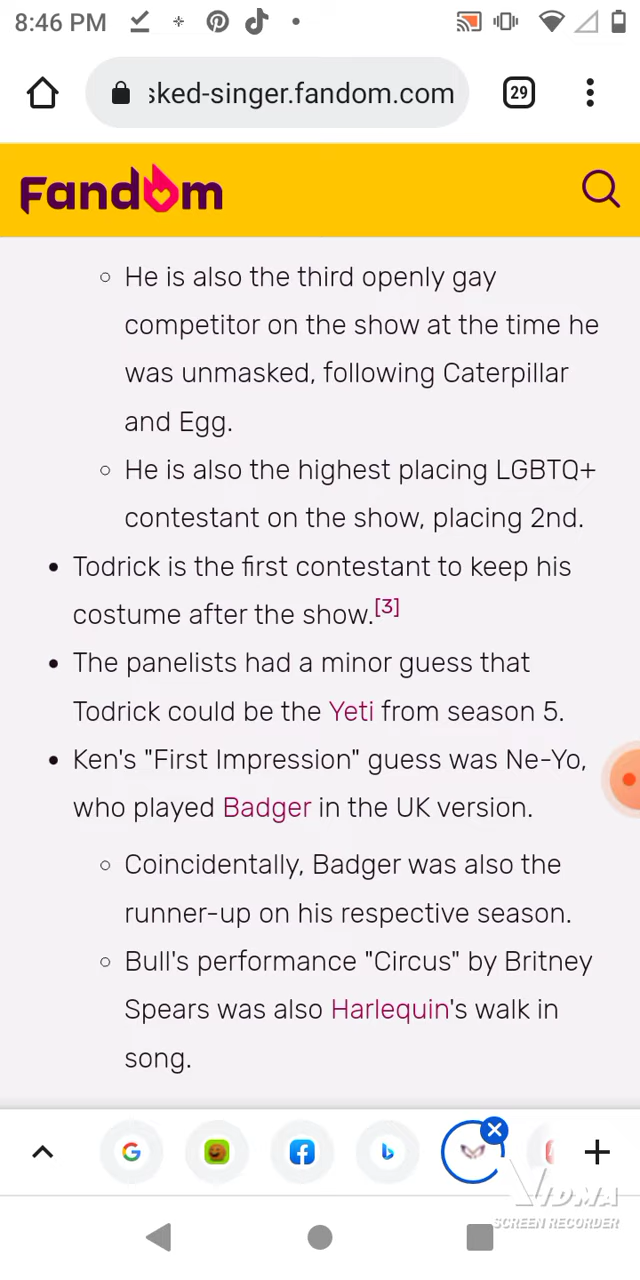 8:46 PM
sked-singer.fandom.com
29
Fandom
He is also the third openly gay
competitor on the show at the time he
was unmasked, following Caterpillar
and Egg.
He is also the highest placing LGBTQ+
contestant on the show, placing 2nd.
Todrick is the first contestant to keep his
costume after the show.[3]
The panelists had a minor guess that
Todrick could be the Yeti from season 5.
Ken's "First Impression" guess was Ne-Yo,
who played Badger in the UK version.
Coincidentally, Badger was also the
runner-up on his respective season.
Bull's performance "Circus" by Britney
Spears was also Harlequin's walk in
song.
VIDMA
SCREEN RECORDER